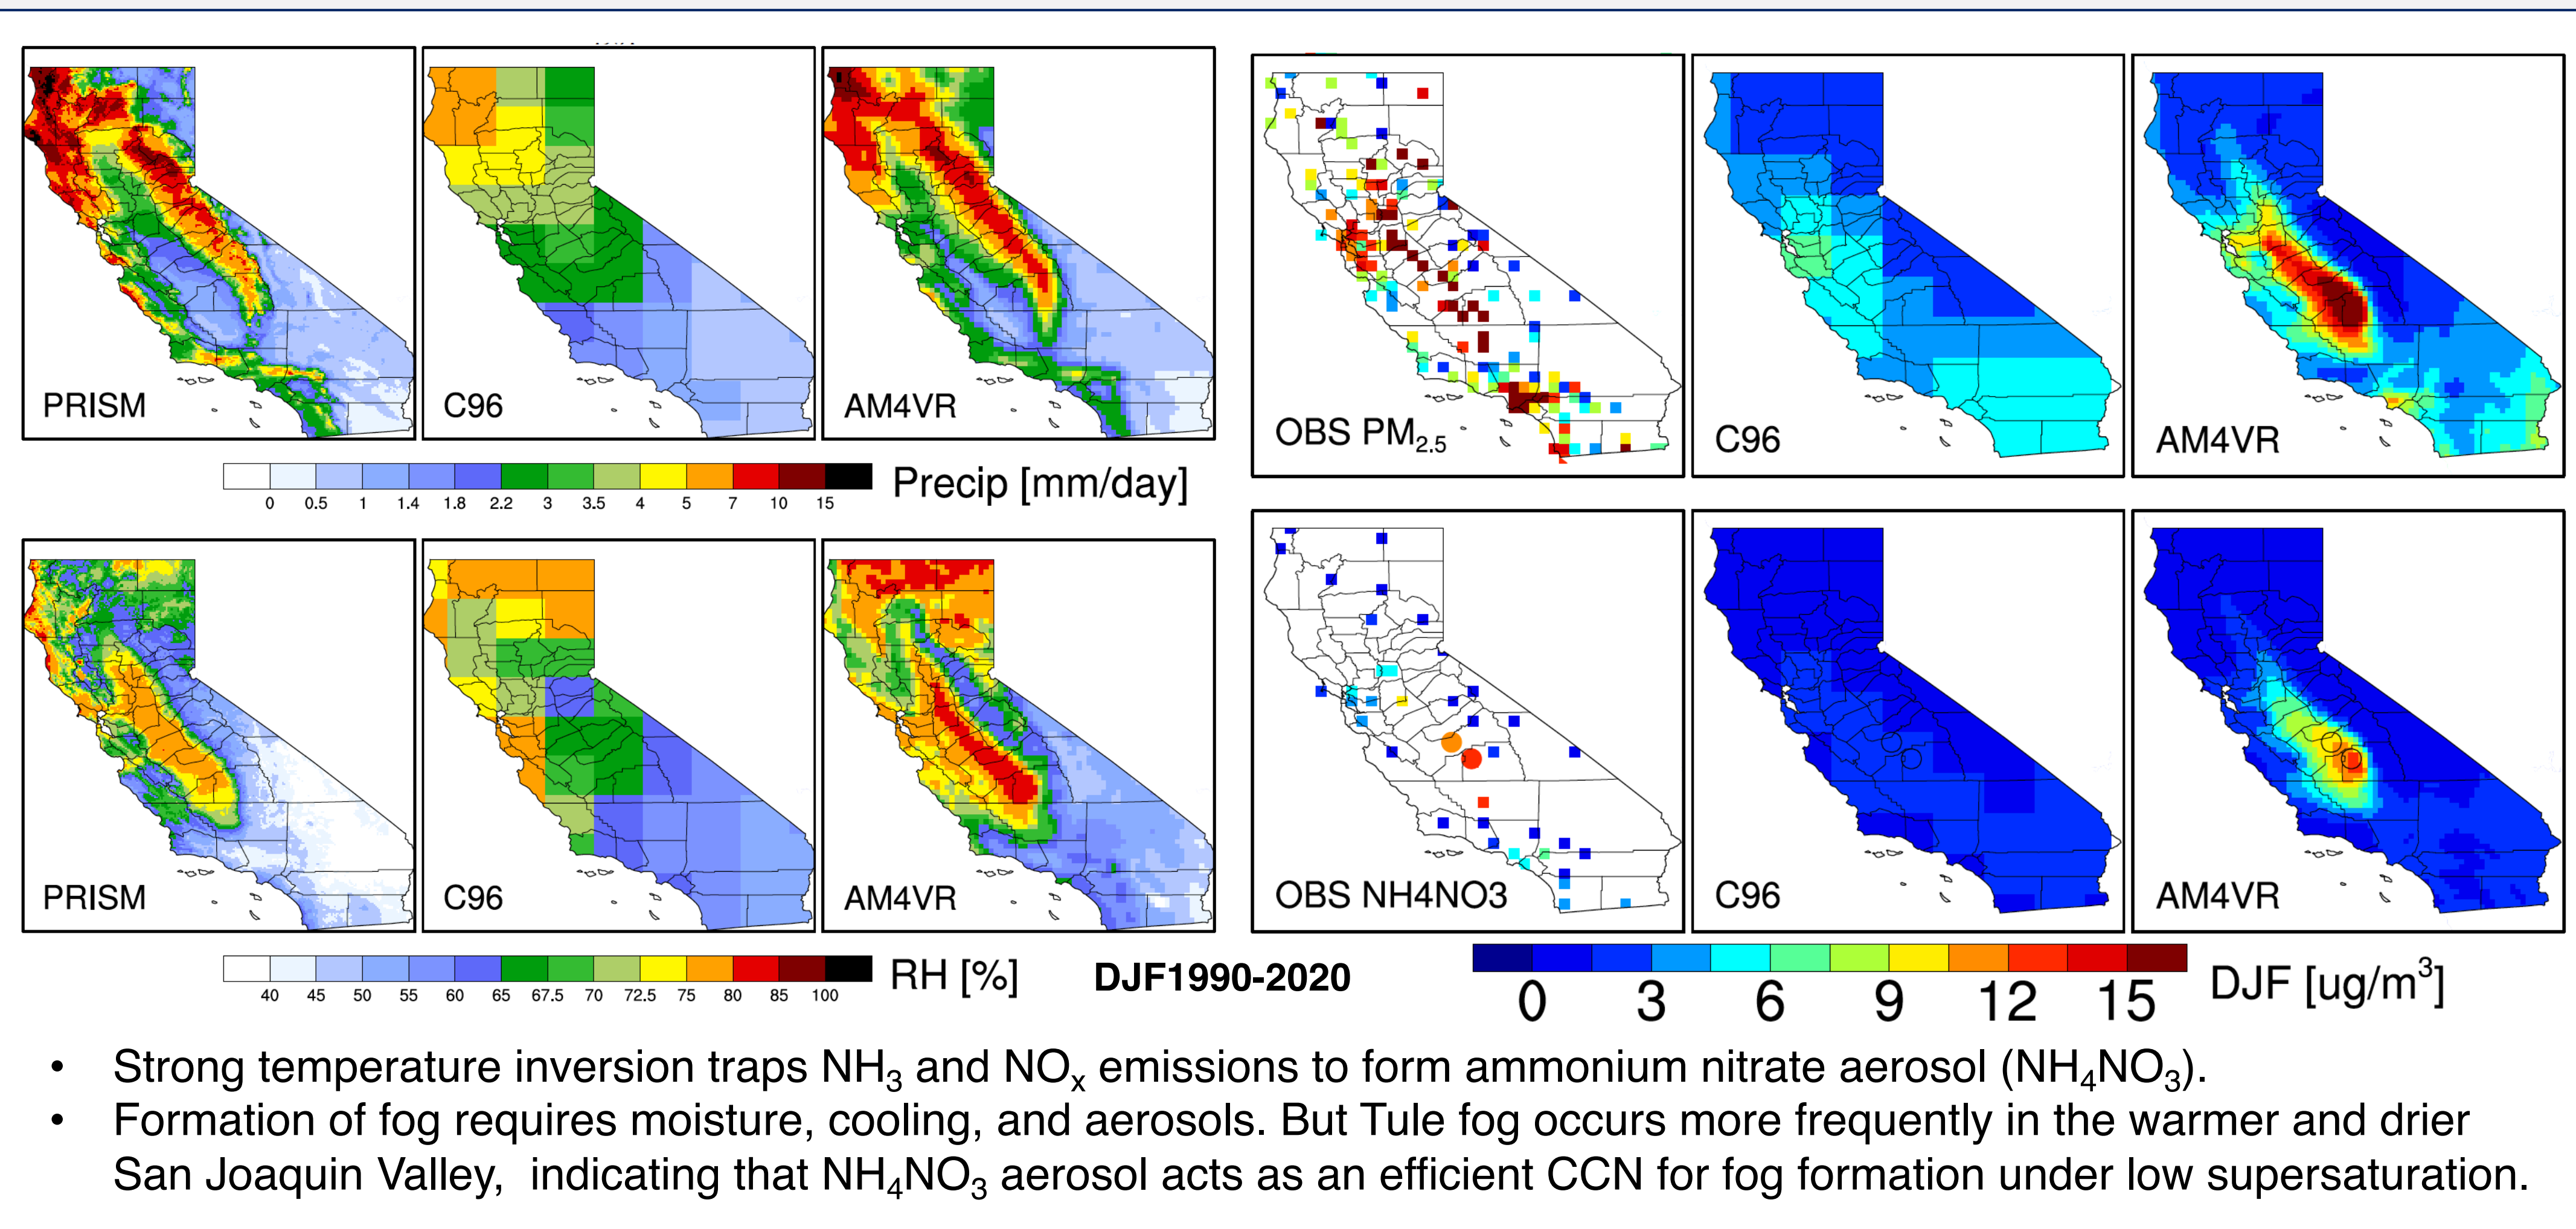 PRISM
C96
AM4VR
0 0.5 1 1.4 1.8 2.2 3 3.5 4 5 7 10 15
Precip [mm/day]
OBS PM2.5
C96
AM4VR
PRISM
C96
AM4VR
40 45 50 55 60 65 67.5 70 72.5 75 80 85 100
RH [%]
DJF1990-2020
OBS NH4NO3
C96
AM4VR
0 3 6 9 12 15
DJF [ug/m3]
• Strong temperature inversion traps NH3 and NOx emissions to form ammonium nitrate aerosol (NH4NO3).
• Formation of fog requires moisture, cooling, and aerosols. But Tule fog occurs more frequently in the warmer and drier
San Joaquin Valley, indicating that NH4NO3 aerosol acts as an efficient CCN for fog formation under low supersaturation.